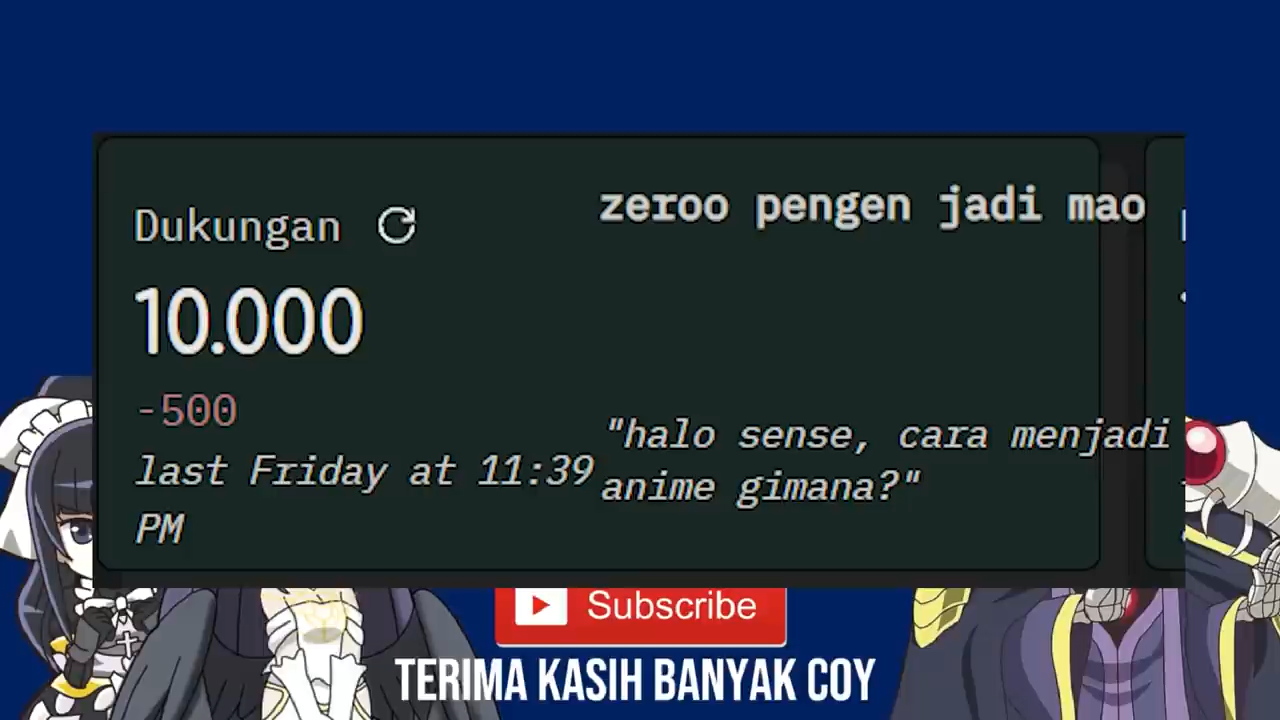 Dukungan
10.000
-500
last Friday at 11:39
PM
zeroo pengen jadi mao
"halo sense, cara menjadi
anime gimana?"
Subscribe
TERIMA KASIH BANYAK COY